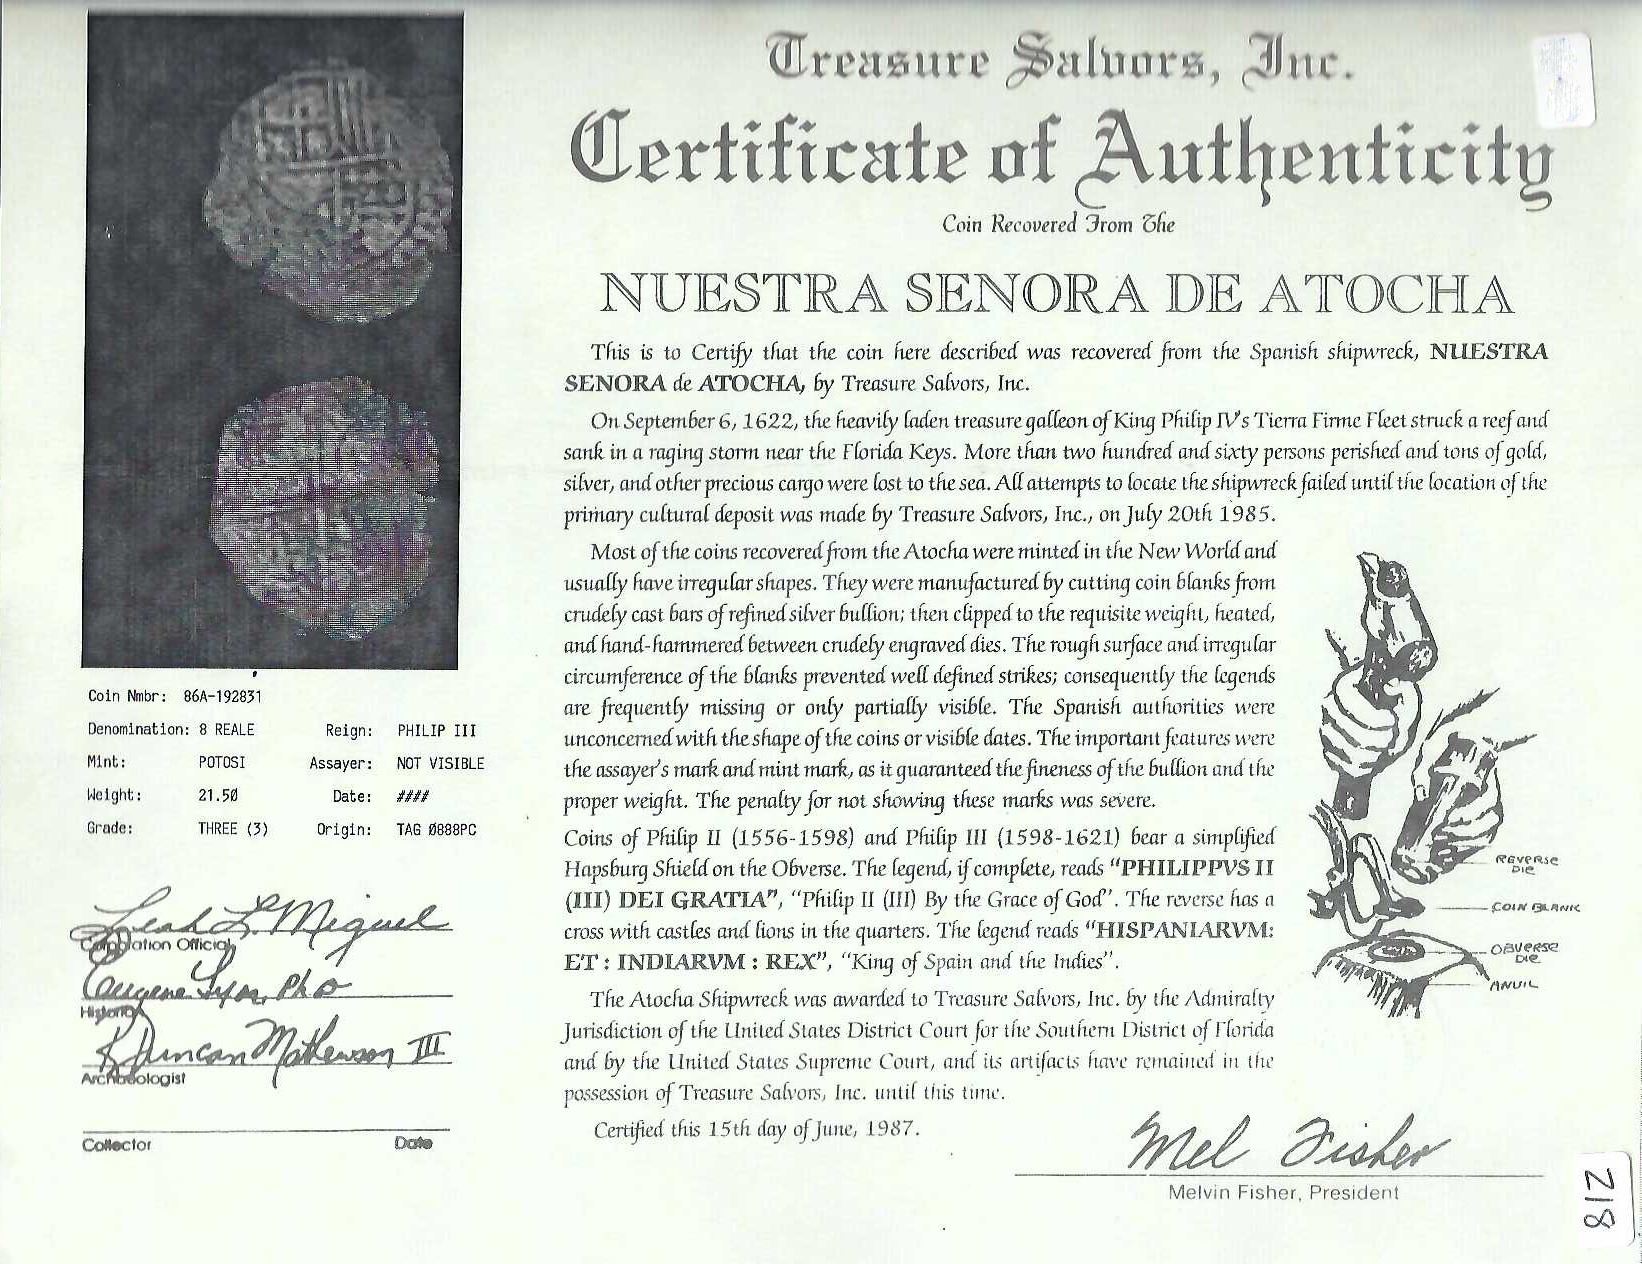 Treasure Salvors, Inc.
Certificate of Authenticity
Coin Recovered From The
NUESTRA SENORA DE ATOCHA
This is to Certify that the coin here described was recovered from the Spanish shipwreck, NUESTRA
SENORA de ATOCHA, by Treasure Salvors, Inc.
On September 6, 1622, the heavily laden treasure galleon of King Philip IV's Tierra Firme Fleet struck a reef and
sank in a raging storm near the Florida Keys. More than two hundred and sixty persons perished and tons of gold,
silver, and other precious cargo were lost to the sea. All attempts to locate the shipwreck failed until the location of the
primary cultural deposit was made by Treasure Salvors, Inc., on July 20th 1985.
Most of the coins recovered from the Atocha were minted in the New World and
usually have irregular shapes. They were manufactured by cutting coin blanks from
crudely cast bars of refined silver bullion; then clipped to the requisite weight, heated,
and hand-hammered between crudely engraved dies. The rough surface and irregular
circumference of the blanks prevented well defined strikes; consequently the legends
are frequently missing or only partially visible. The Spanish authorities were
unconcerned with the shape of the coins or visible dates. The important features were
the assayer's mark and mint mark, as it guaranteed the fineness of the bullion and the
proper weight. The penalty for not showing these marks was severe.
Coins of Philip II (1556-1598) and Philip III (1598-1621) bear a simplified
Hapsburg Shield on the Obverse. The legend, if complete, reads "PHILIPPVS II
(III) DEI GRATIA", "Philip II (III) By the Grace of God". The reverse has a
cross with castles and lions in the quarters. The legend reads "HISPANIARVM:
ET : INDIARVM : REX", "King of Spain and the Indies".
The Atocha Shipwreck was awarded to Treasure Salvors, Inc. by the Admiralty
Jurisdiction of the United States District Court for the Southern District of Florida
and by the United States Supreme Court, and its artifacts have remained in the
possession of Treasure Salvors, Inc. until this time.
Certified this 15th day of June, 1987.
REVERSE
DIE
COIN BLANK
OBVERSE
DIE
ANVIL
Mel Fisher
Melvin Fisher, President
Coin Nmbr: 86A-192831
Denomination: 8 REALE Reign: PHILIP III
Mint: POTOSI Assayer: NOT VISIBLE
Weight: 21.50 Date: ####
Grade: THREE (3) Origin: TAG 0888PC
Leah L. Miguel
Corporation Official
Eugene Lyon, PhD
Historian
R Duncan Mathewson III
Archaeologist
Collector Date
218